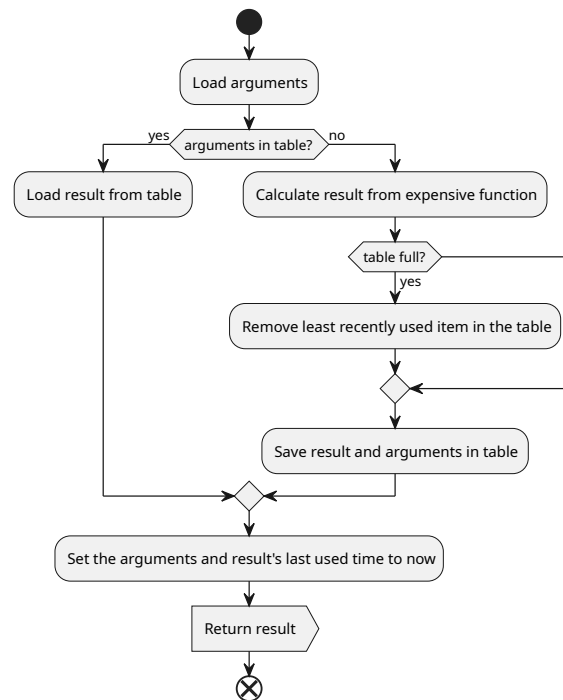 Load arguments
yes
arguments in table?
no
Load result from table
Calculate result from expensive function
table full?
yes
Remove least recently used item in the table
Save result and arguments in table
Set the arguments and result's last used time to now
Return result